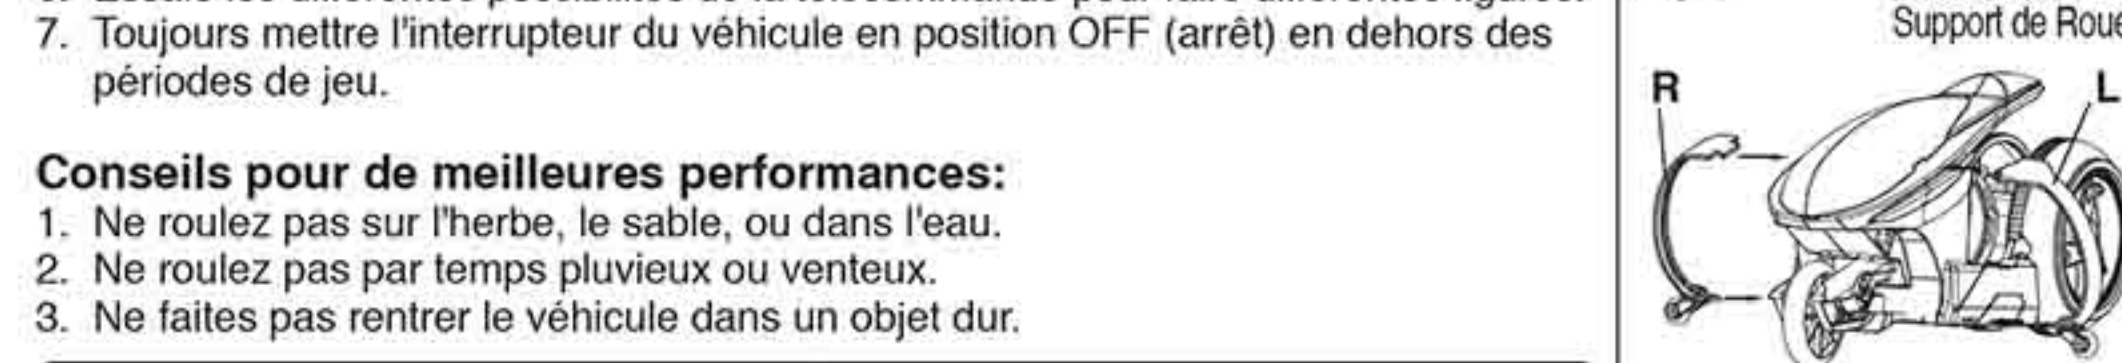 7. Toujours mettre l'interrupteur du véhicule en position OFF (arrêt) en dehors des
périodes de jeu.
Conseils pour de meilleures performances:
1. Ne roulez pas sur l'herbe, le sable, ou dans l'eau.
2. Ne roulez pas par temps pluvieux ou venteux.
3. Ne faites pas rentrer le véhicule dans un objet dur.
Support de Roue
R
L